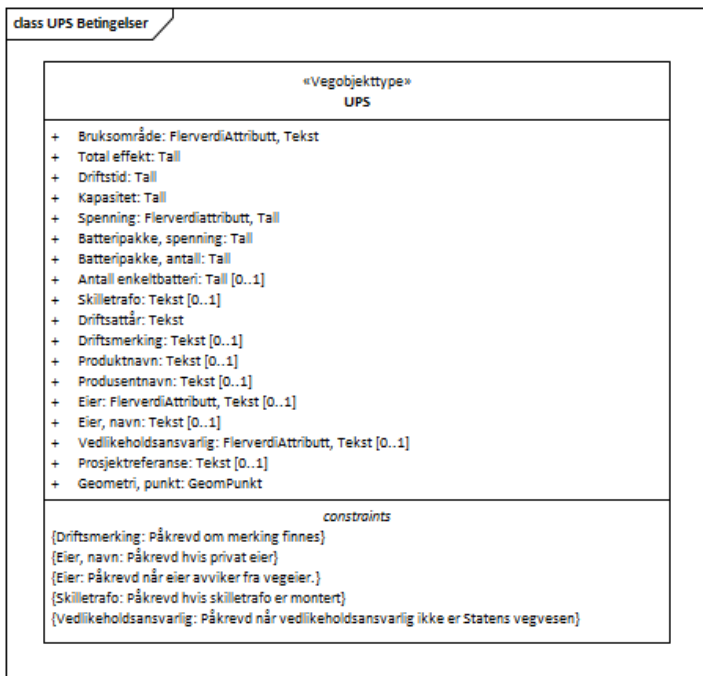 class UPS Betingelser
«Vegobjekttype»
UPS
+ Bruksområde: FlerverdiAttributt, Tekst
+ Total effekt: Tall
+ Driftstid: Tall
+ Kapasitet: Tall
+ Spenning: Flerverdiattributt, Tall
+ Batteripakke, spenning: Tall
+ Batteripakke, antall: Tall
+ Antall enkeltbatteri: Tall [0..1]
+ Skilletrafo: Tekst [0..1]
+ Driftsattår: Tekst
+ Driftsmerking: Tekst [0..1]
+ Produktnavn: Tekst [0..1]
+ Produsentnavn: Tekst [0..1]
+ Eier: FlerverdiAttributt, Tekst [0..1]
+ Eier, navn: Tekst [0..1]
+ Vedlikeholdsansvarlig: FlerverdiAttributt, Tekst [0..1]
+ Prosjektreferanse: Tekst [0..1]
+ Geometri, punkt: GeomPunkt
constraints
{Driftsmerking: Påkrevd om merking finnes}
{Eier, navn: Påkrevd hvis privat eier}
{Eier: Påkrevd når eier avviker fra vegeier.}
{Skilletrafo: Påkrevd hvis skilletrafo er montert}
{Vedlikeholdsansvarlig: Påkrevd når vedlikeholdsansvarlig ikke er Statens vegvesen}